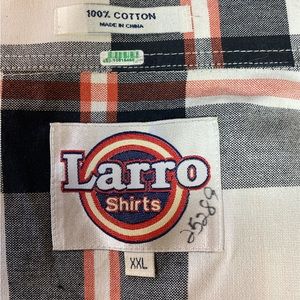 100% COTTON
MADE IN CHINA
Larro
Shirts
25289
XXL